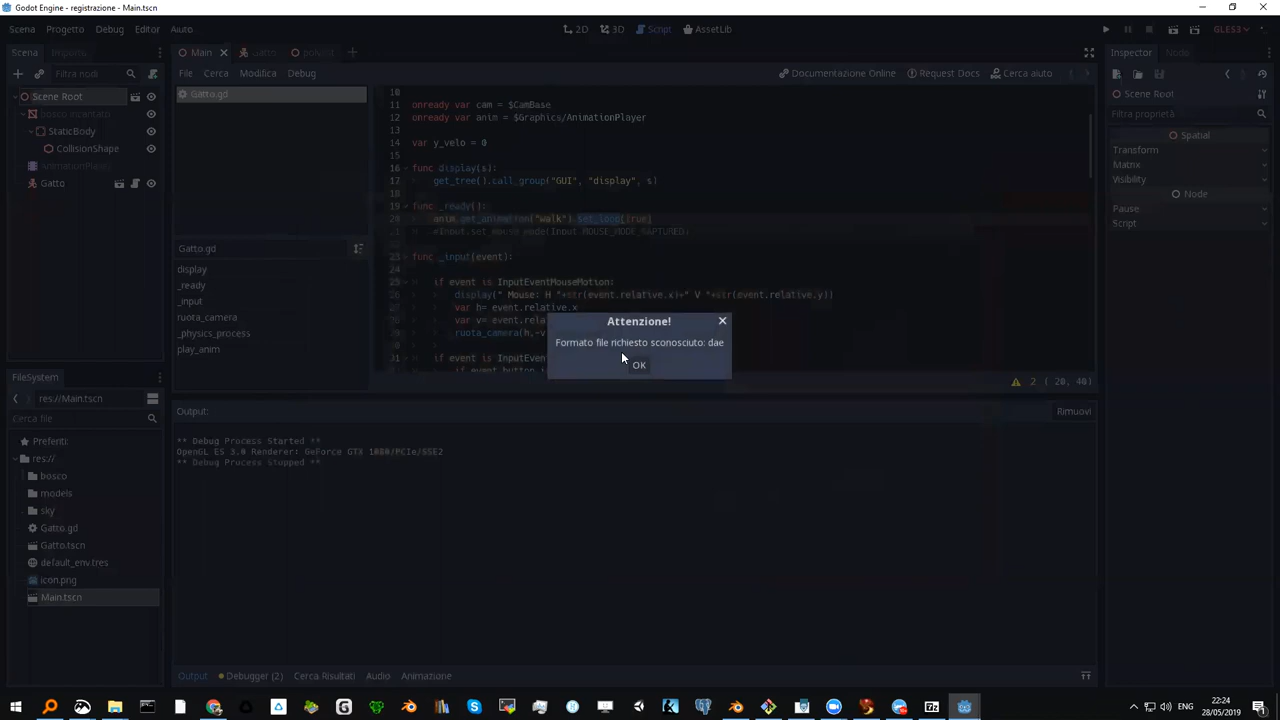 Godot Engine - registrazione - Main.tscn
Scena Progetto Debug Editor Aiuto
2D 3D Script AssetLib
GLES3
Scena Importa
Main Gatto
Inspector Node
Filtra nodi
File Cerca Modifica Debug
Documentazione Online Request Docs Cerca aiuto
Scene Root
Gatto.gd
Scene Root
bosco incantato
Filtra proprietà
StaticBody
Spatial
CollisionShape
Transform
AnimationPlayer
Matrix
Gatto
Visibility
Node
Pause
Script
10
11 onready var cam = $CamBase
12 onready var anim = $Graphics/AnimationPlayer
13
14 var y_velo = 0
15
16 func display(s):
17 get_tree().call_group("GUI", "display", s)
18
19 func _ready():
20 anim.get_animation("walk").set_loop(true)
21 #Input.set_mouse_mode(Input.MOUSE_MODE_CAPTURED)
22
23 func _input(event):
24
25 if event is InputEventMouseMotion:
26 display(" Mouse: H "+str(event.relative.x)+" V "+str(event.relative.y))
27 var h= event.relative.x
28 var v= event.rela
29 ruota_camera(h,-v
30
31 if event is InputEvent
Gatto.gd
display
_ready
_input
ruota_camera
_physics_process
play_anim
Attenzione!
Formato file richiesto sconosciuto: dae
OK
2 ( 20, 40)
FileSystem
res://Main.tscn
Cerca file
Preferiti:
res://
bosco
models
sky
Gatto.gd
Gatto.tscn
default_env.tres
icon.png
Main.tscn
Output:
Rimuovi
** Debug Process Started **
OpenGL ES 3.0 Renderer: GeForce GTX 1080/PCIe/SSE2
** Debug Process Stopped **
Output Debugger (2) Cerca Risultati Audio Animazione
ENG
22:24
28/05/2019